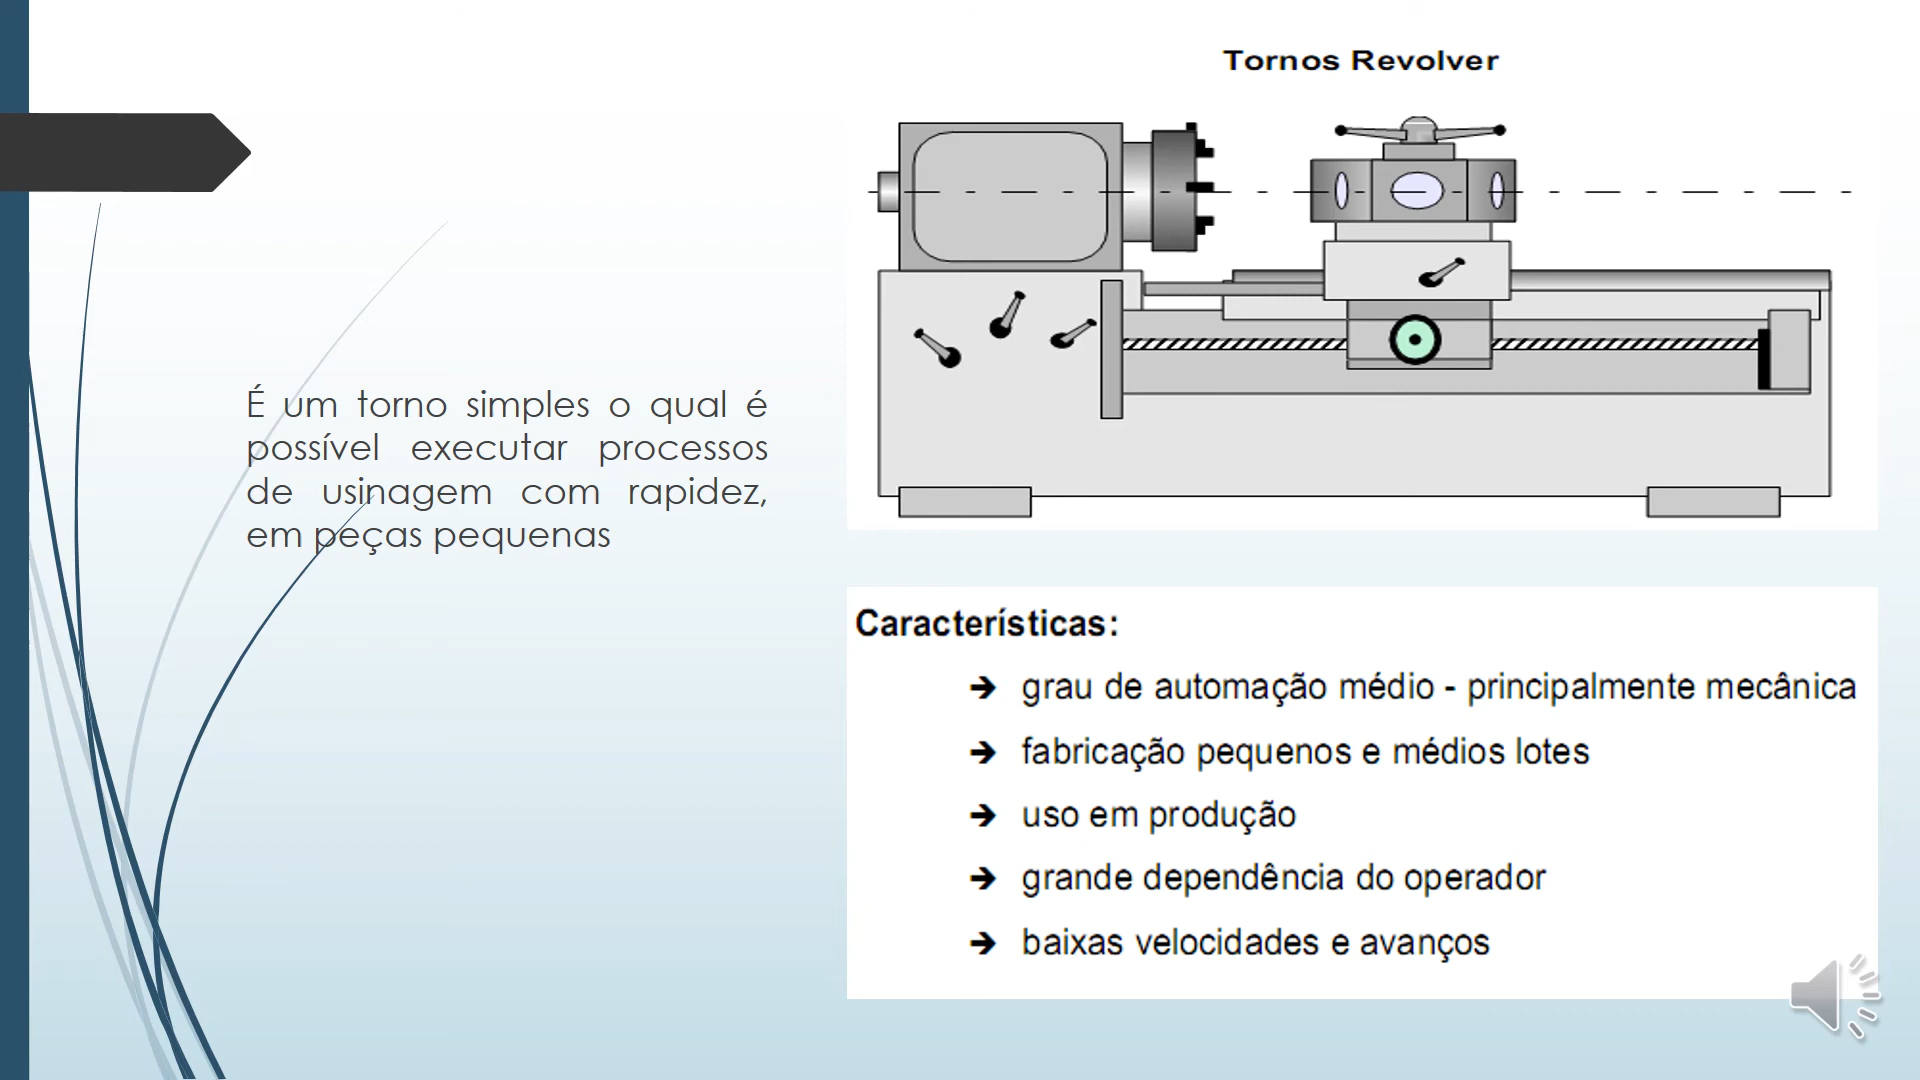 Tornos Revolver
É um torno simples o qual é
possível executar processos
de usinagem com rapidez,
em peças pequenas
Características:
➔ grau de automação médio - principalmente mecânica
➔ fabricação pequenos e médios lotes
➔ uso em produção
➔ grande dependência do operador
➔ baixas velocidades e avanços